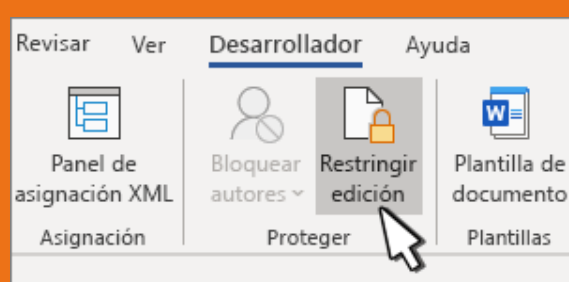 Revisar Ver Desarrollador Ayuda
Panel de
asignación XML
Bloquear
autores
Restringir
edición
W
Plantilla de
documento
Asignación
Proteger
Plantillas